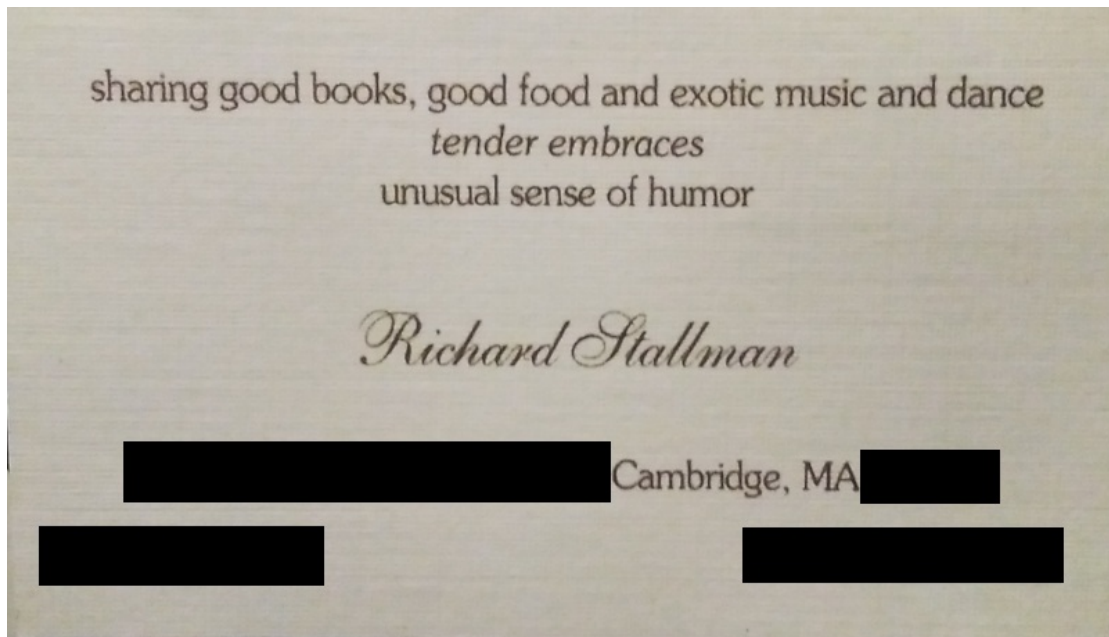 sharing good books, good food and exotic music and dance
tender embraces
unusual sense of humor
Richard Stallman
Cambridge, MA